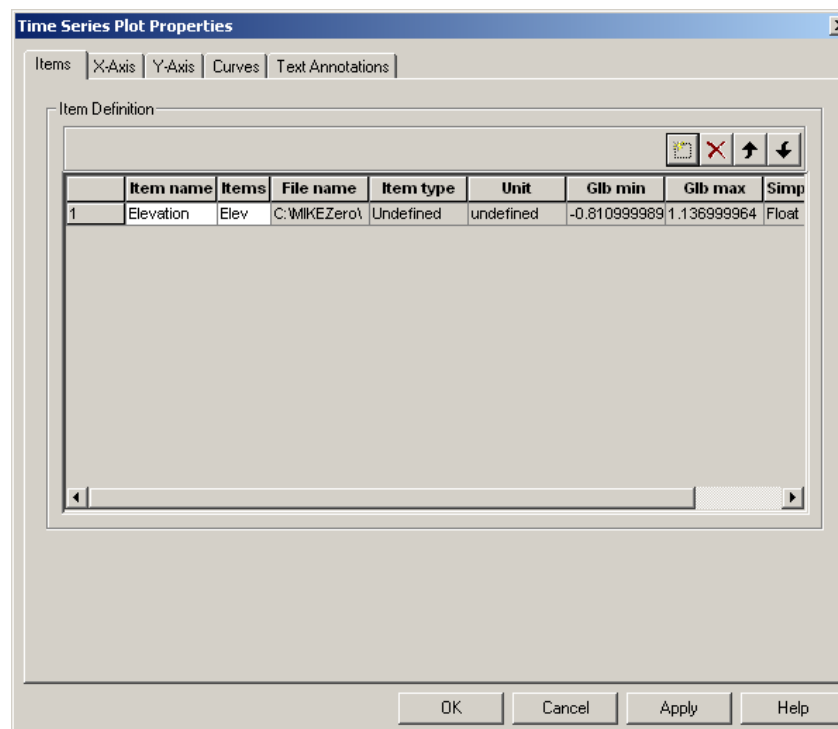 Time Series Plot Properties
Items X-Axis Y-Axis Curves Text Annotations
Item Definition
Item name Items File name Item type Unit Glb min Glb max Simp
1 Elevation Elev C:\MIKEZero\ Undefined undefined -0.810999989 1.136999964 Float
OK Cancel Apply Help